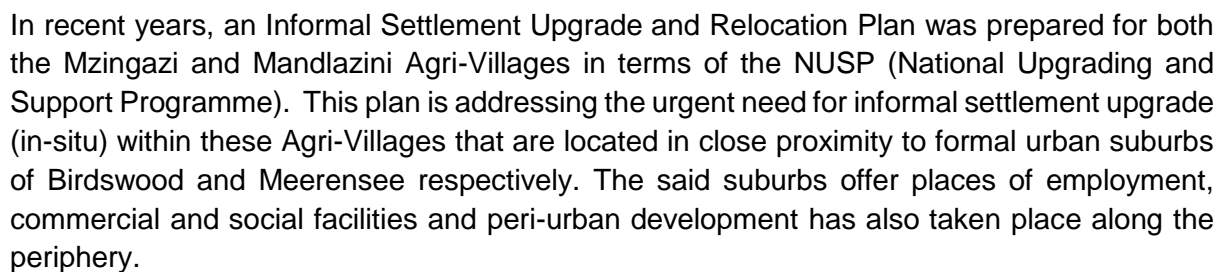 In recent years, an Informal Settlement Upgrade and Relocation Plan was prepared for both
the Mzingazi and Mandlazini Agri-Villages in terms of the NUSP (National Upgrading and
Support Programme). This plan is addressing the urgent need for informal settlement upgrade
(in-situ) within these Agri-Villages that are located in close proximity to formal urban suburbs
of Birdswood and Meerensee respectively. The said suburbs offer places of employment,
commercial and social facilities and peri-urban development has also taken place along the
periphery.